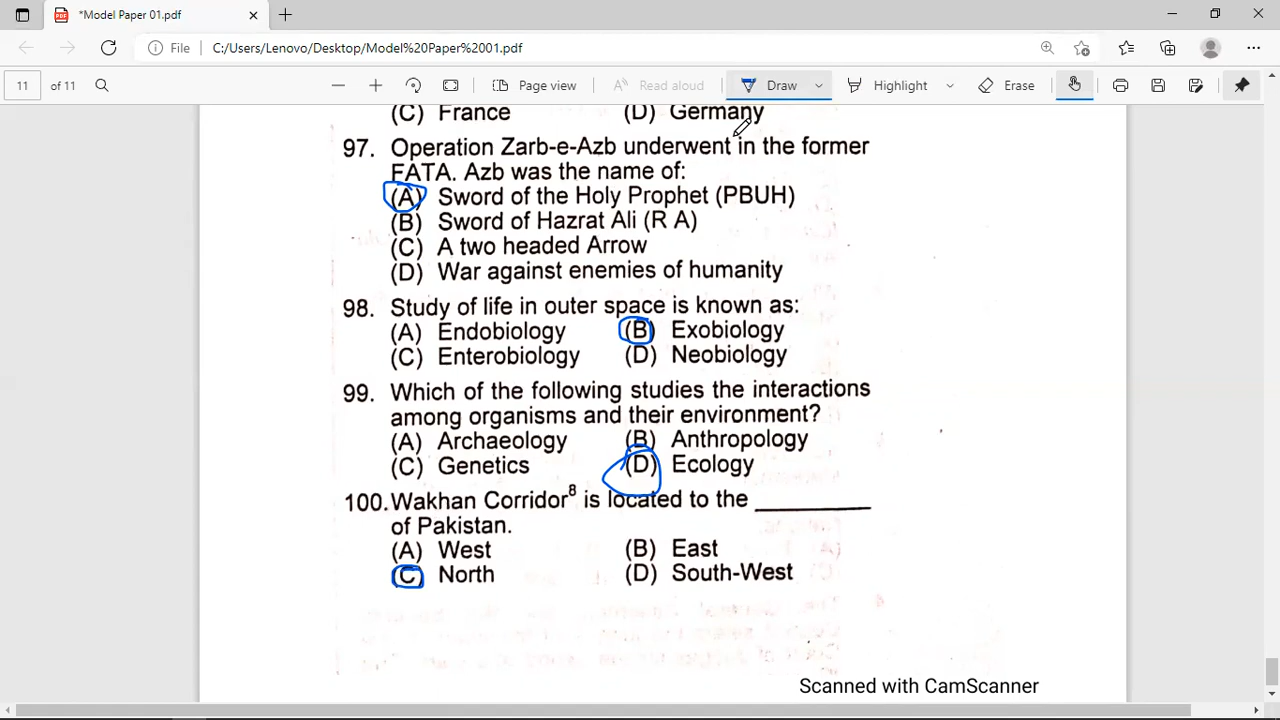 *Model Paper 01.pdf
File C:/Users/Lenovo/Desktop/Model%20Paper%2001.pdf
11 of 11 Page view Read aloud Draw Highlight Erase
(C) France (D) Germany
97. Operation Zarb-e-Azb underwent in the former
FATA. Azb was the name of:
(A) Sword of the Holy Prophet (PBUH)
(B) Sword of Hazrat Ali (R A)
(C) A two headed Arrow
(D) War against enemies of humanity
98. Study of life in outer space is known as:
(A) Endobiology (B) Exobiology
(C) Enterobiology (D) Neobiology
99. Which of the following studies the interactions
among organisms and their environment?
(A) Archaeology (B) Anthropology
(C) Genetics (D) Ecology
100. Wakhan Corridor⁸ is located to the __________
of Pakistan.
(A) West (B) East
(C) North (D) South-West
Scanned with CamScanner